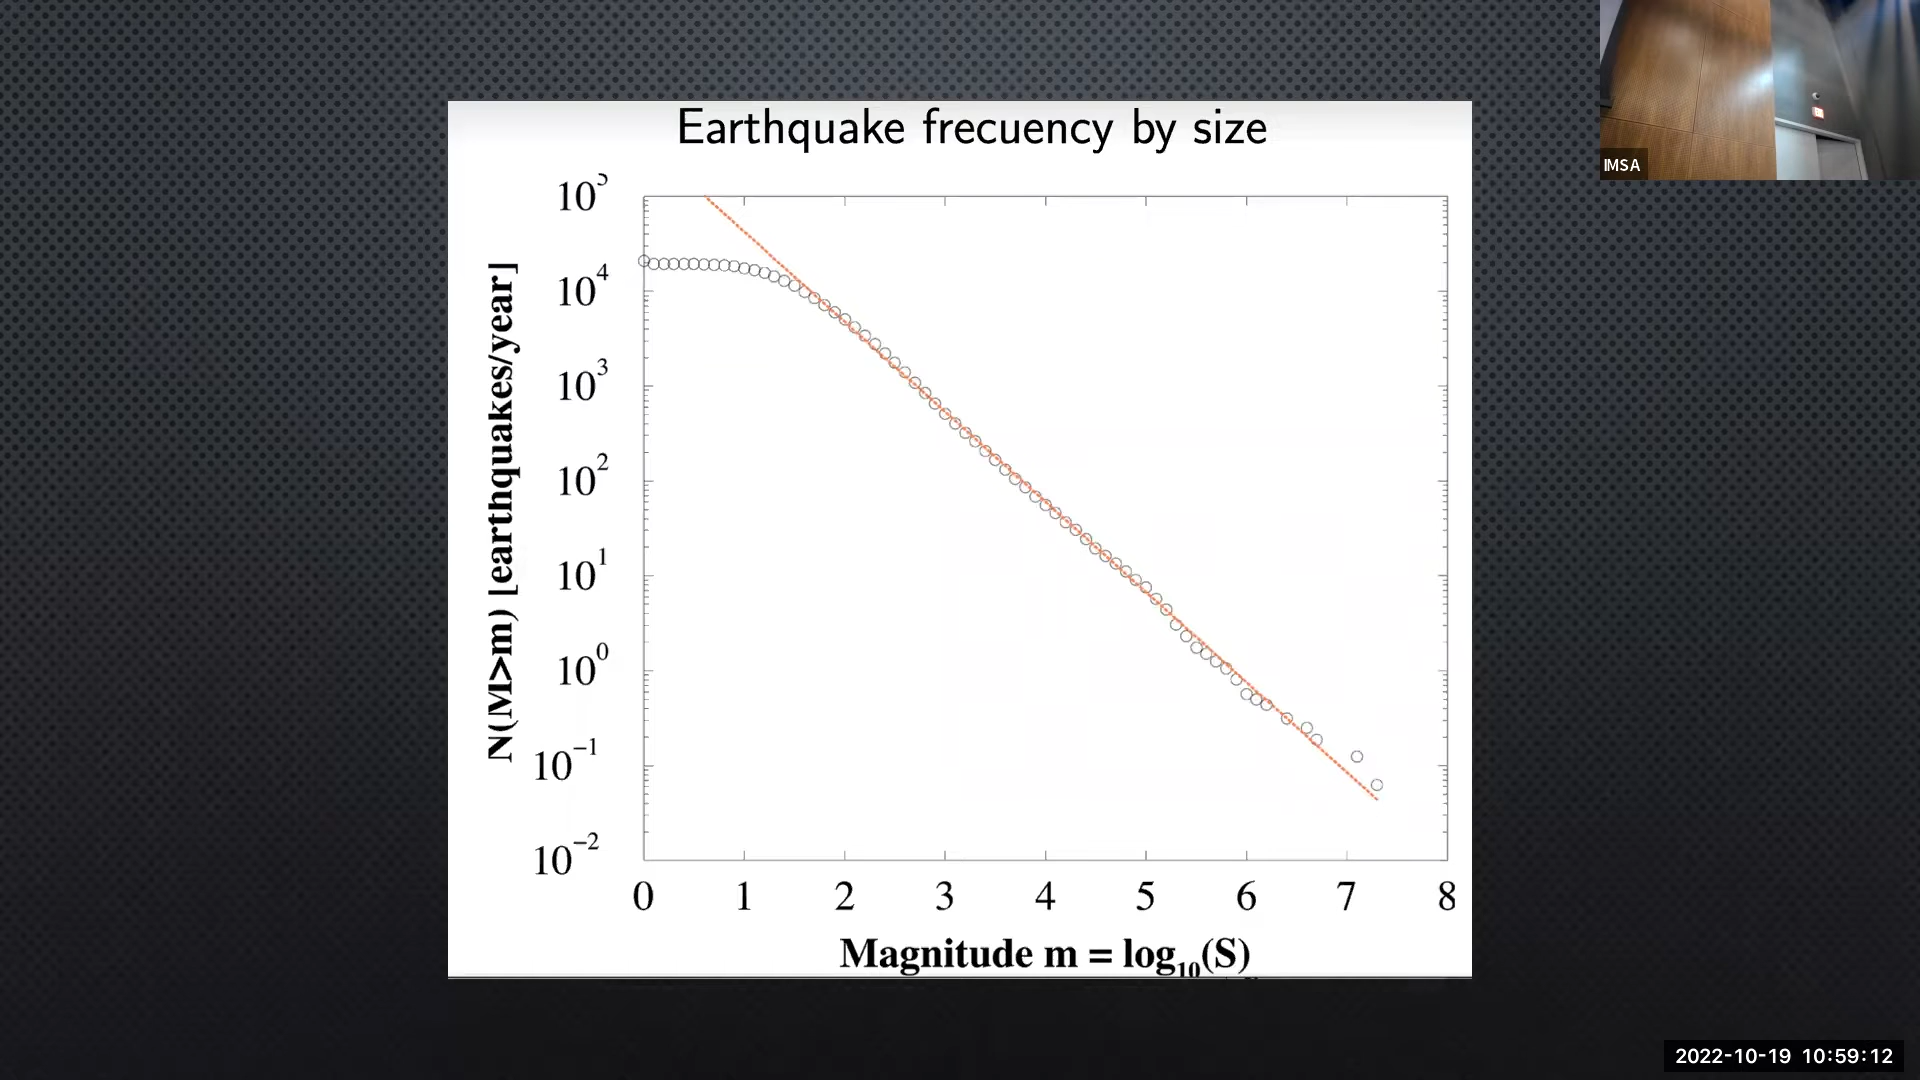 Earthquake frecuency by size
10^5
10^4
10^3
10^2
10^1
10^0
10^−1
10^−2
N(M>m) [earthquakes/year]
0 1 2 3 4 5 6 7 8
Magnitude m = log₁₀(S)
IMSA
2022-10-19 10:59:12